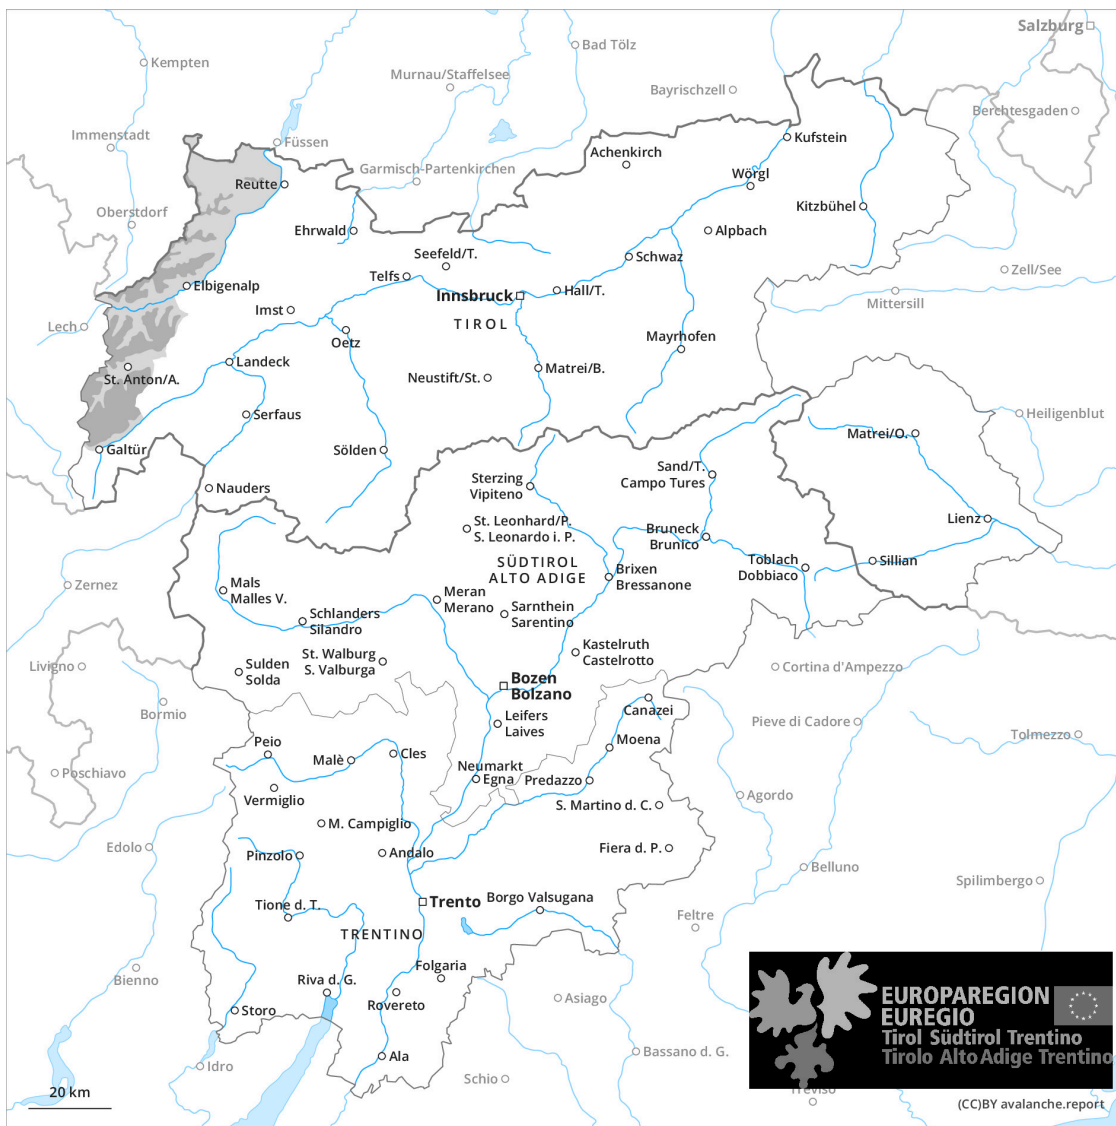 Salzburg
Bad Tölz
Kempten
Murnau/Staffelsee
Bayrischzell
Berchtesgaden
Immenstadt
Füssen
Kufstein
Achenkirch
Garmisch-Partenkirchen
Wörgl
Reutte
Oberstdorf
Kitzbühel
Ehrwald
Alpbach
Seefeld/T.
Schwaz
Zell/See
Telfs
Elbigenalp
Innsbruck
Hall/T.
Mittersill
Imst
TIROL
Lech
Oetz
Mayrhofen
Landeck
Matrei/B.
St. Anton/A.
Neustift/St.
Serfaus
Heiligenblut
Matrei/O.
Galtür
Sölden
Sand/T.
Campo Tures
Sterzing
Vipiteno
Nauders
Lienz
St. Leonhard/P.
S. Leonardo i. P.
Bruneck
Brunico
SÜDTIROL
ALTO ADIGE
Toblach
Dobbiaco
Sillian
Brixen
Bressanone
Zernez
Mals
Malles V.
Meran
Merano
Sarnthein
Sarentino
Schlanders
Silandro
Kastelruth
Castelrotto
St. Walburg
S. Valburga
Livigno
Sulden
Solda
Cortina d'Ampezzo
Bozen
Bolzano
Canazei
Bormio
Leifers
Laives
Pieve di Cadore
Tolmezzo
Peio
Moena
Malè
Cles
Neumarkt
Egna
Predazzo
Poschiavo
Vermiglio
Agordo
S. Martino d. C.
M. Campiglio
Edolo
Pinzolo
Andalo
Fiera d. P.
Belluno
Spilimbergo
Tione d. T.
Trento
Borgo Valsugana
Feltre
TRENTINO
Folgaria
Bienno
Riva d. G.
Rovereto
Asiago
Storo
EUROPAREGION
EUREGIO
Tirol Südtirol Trentino
Tirolo Alto Adige Trentino
Ala
Bassano d. G.
Idro
Schio
Treviso
20 km
(CC)BY avalanche.report